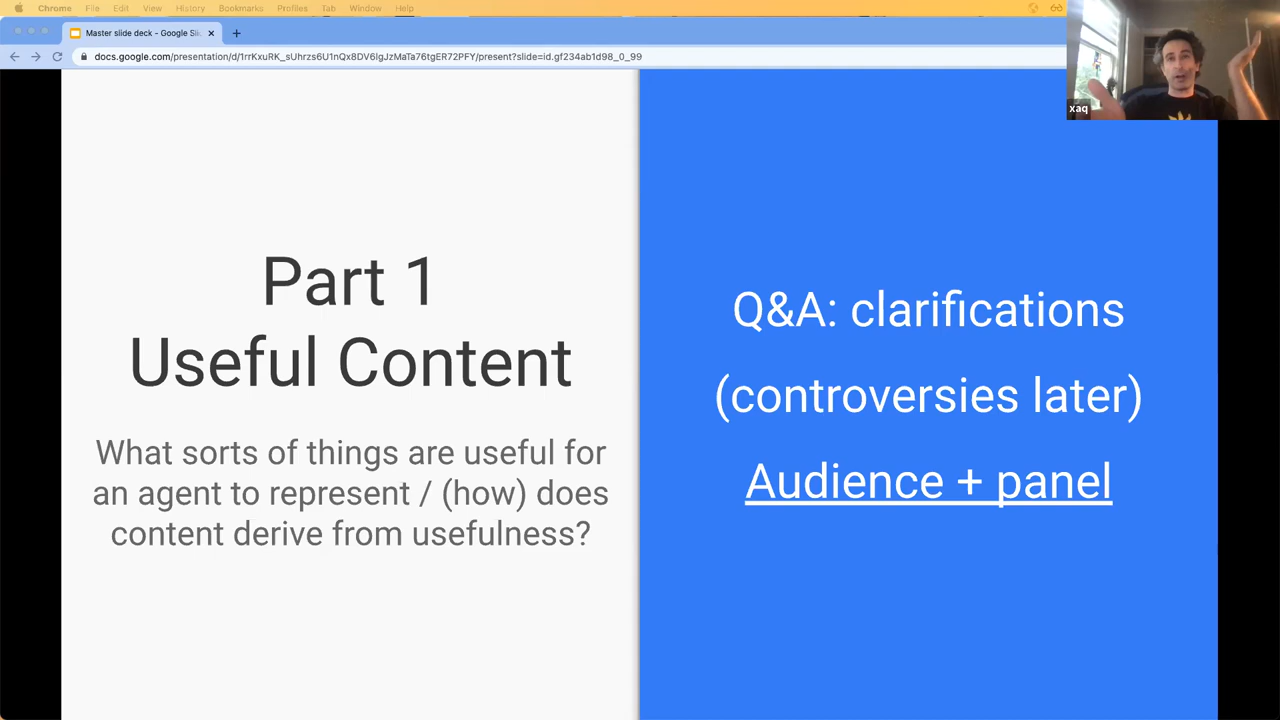 Chrome File Edit View History Bookmarks Profiles Tab Window Help
Master slide deck - Google Sli
docs.google.com/presentation/d/1rrKxuRK_sUhrzs6U1nQx8DV6lgJzMaTa76tgER72PFY/present?slide=id.gf234ab1d98_0_99
xaq
Part 1
Useful Content
What sorts of things are useful for
an agent to represent / (how) does
content derive from usefulness?
Q&A: clarifications
(controversies later)
Audience + panel